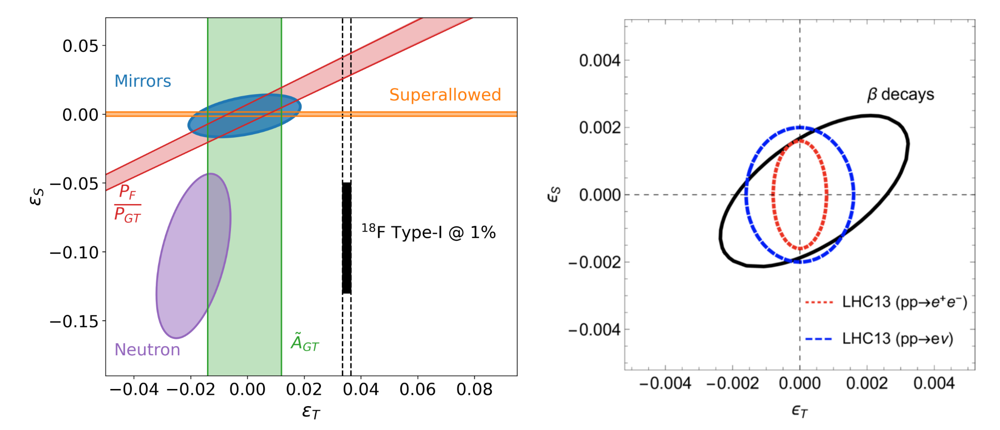 0.05
0.00
−0.05
−0.10
−0.15
εS
−0.04
−0.02
0.00
0.02
0.04
0.06
0.08
εT
Mirrors
Superallowed
PF
PGT
18F Type-I @ 1%
ÃGT
Neutron
0.004
0.002
0.000
−0.002
−0.004
ϵS
−0.004
−0.002
0.000
0.002
0.004
ϵT
β decays
LHC13 (pp→e+e−)
LHC13 (pp→eν)